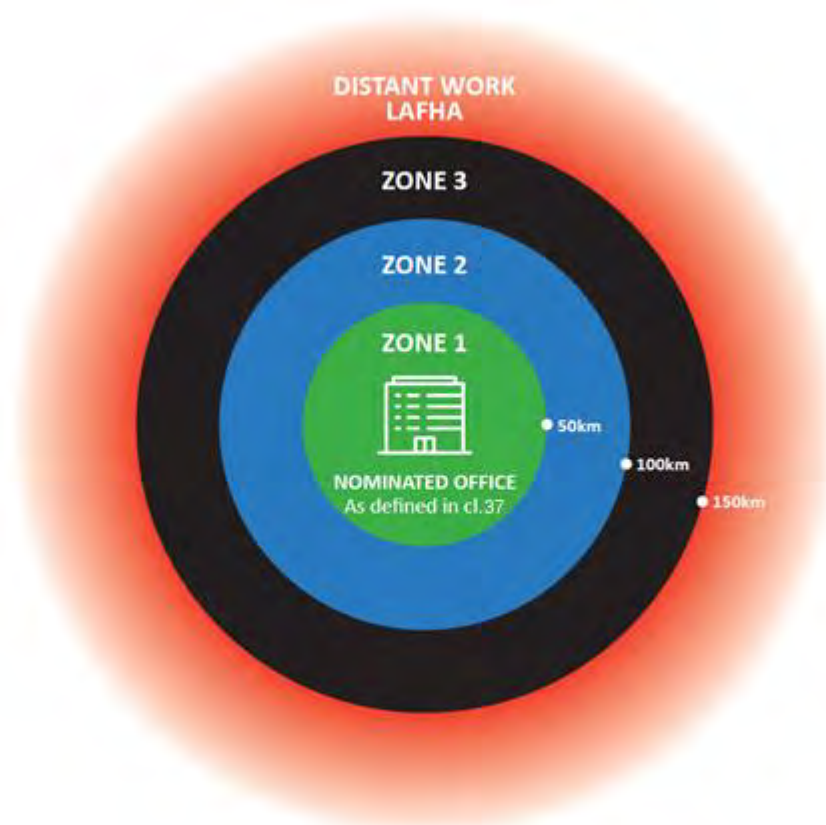 DISTANT WORK
LAFHA
ZONE 3
ZONE 2
ZONE 1
50km
100km
NOMINATED OFFICE
As defined in cl.37
150km